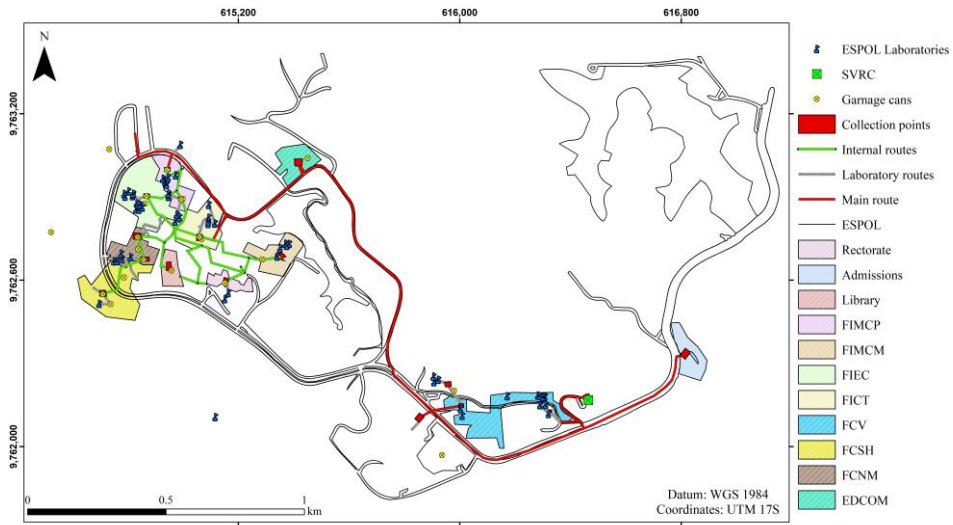 615,200 616,000 616,800
N
9,763,200
9,762,600
9,762,000
0 0.5 1
km
Datum: WGS 1984
Coordinates: UTM 17S
ESPOL Laboratories
SVRC
Garnage cans
Collection points
Internal routes
Laboratory routes
Main route
ESPOL
Rectorate
Admissions
Library
FIMCP
FIMCM
FIEC
FICT
FCV
FCSH
FCNM
EDCOM